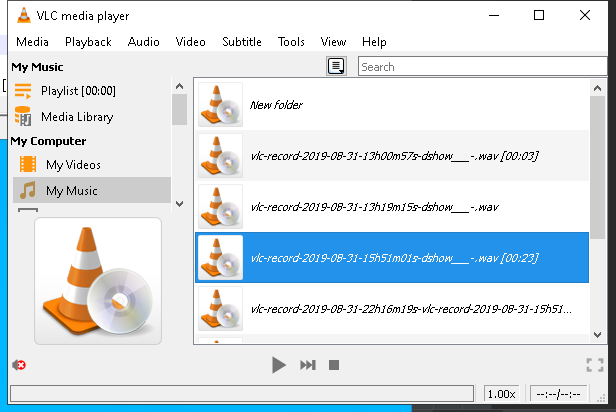 VLC media player
Media Playback Audio Video Subtitle Tools View Help
My Music
Search
Playlist [00:00]
Media Library
My Computer
My Videos
My Music
New folder
vlc-record-2019-08-31-13h00m57s-dshow___-.wav [00:03]
vlc-record-2019-08-31-13h19m15s-dshow___-.wav
vlc-record-2019-08-31-15h51m01s-dshow___-.wav [00:23]
vlc-record-2019-08-31-22h16m19s-vlc-record-2019-08-31-15h51...
1.00x
--:--/--:--